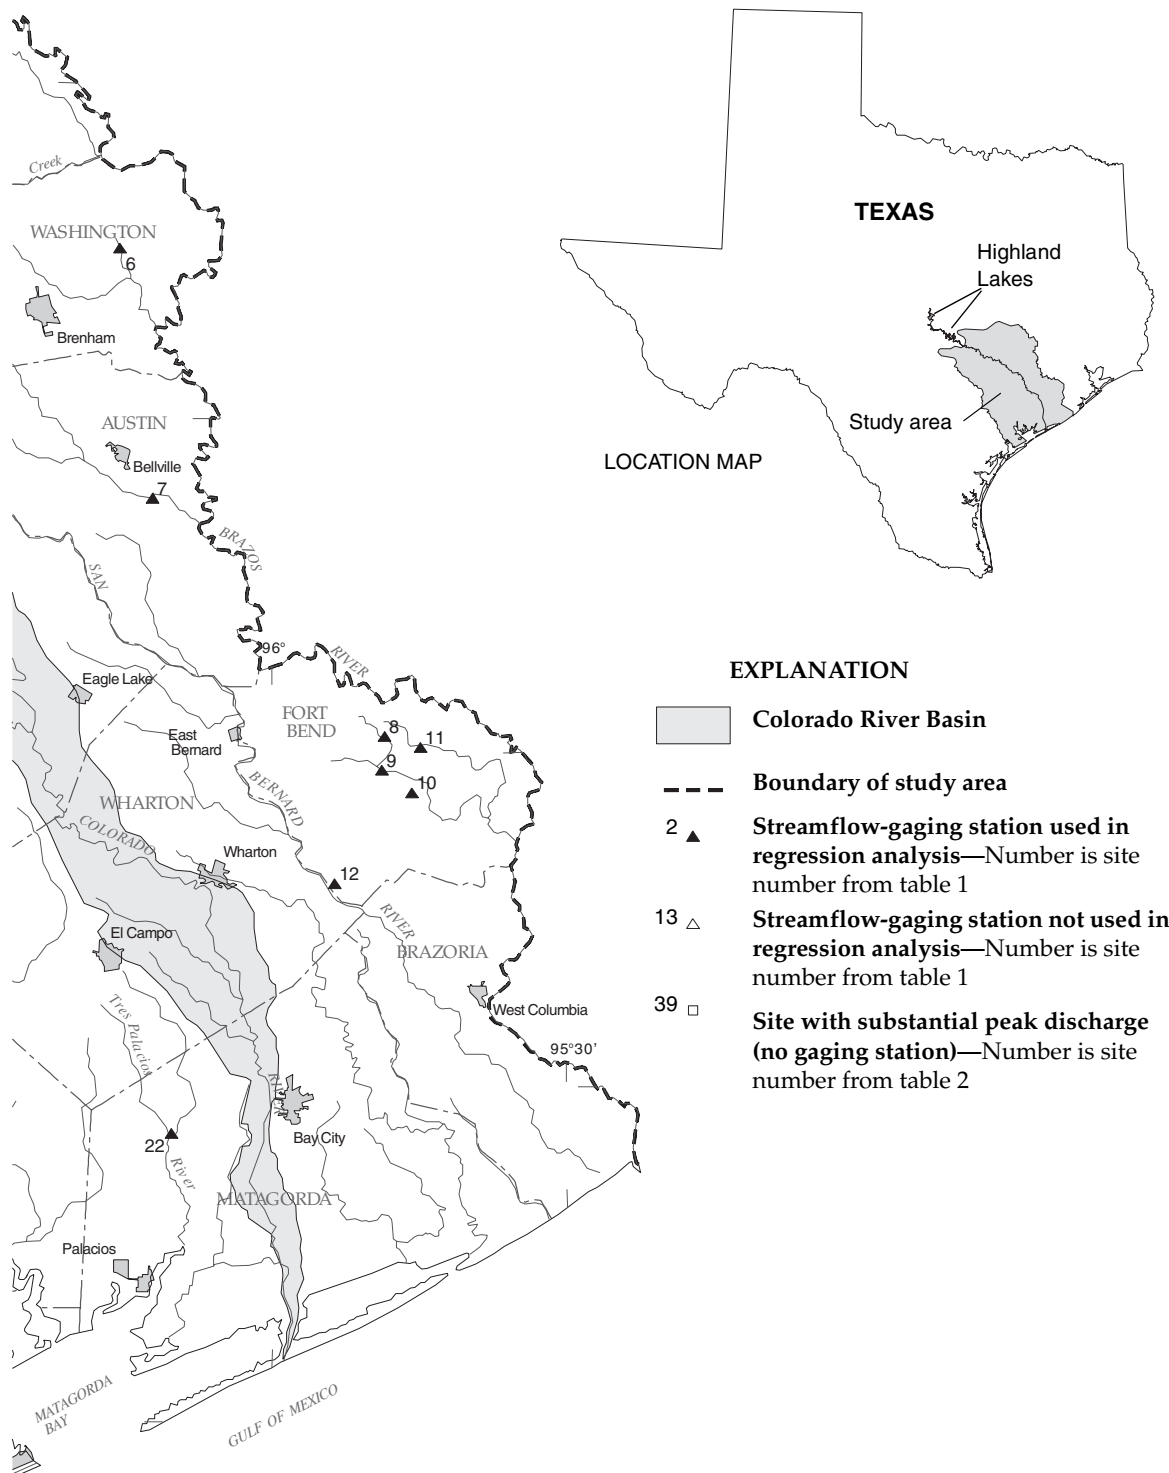 Creek
WASHINGTON
6
Brenham
AUSTIN
Bellville
7
BRAZOS
SAN
96°
RIVER
Eagle Lake
FORT
BEND
East
Bernard
8
11
9
10
BERNARD
WHARTON
COLORADO
Wharton
12
RIVER
El Campo
BRAZORIA
West Columbia
Tres Palacios
95°30’
RIVER
Bay City
22
River
MATAGORDA
Palacios
MATAGORDA
BAY
GULF OF MEXICO
TEXAS
Highland
Lakes
Study area
LOCATION MAP
EXPLANATION
Colorado River Basin
Boundary of study area
2
Streamflow-gaging station used in
regression analysis—Number is site
number from table 1
13
Streamflow-gaging station not used in
regression analysis—Number is site
number from table 1
39
Site with substantial peak discharge
(no gaging station)—Number is site
number from table 2